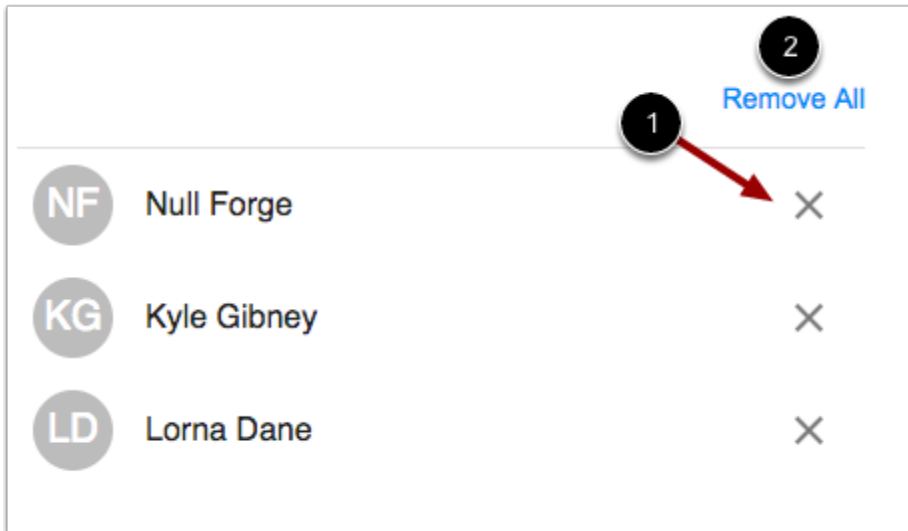 2
Remove All
1
NF Null Forge
KG Kyle Gibney
LD Lorna Dane